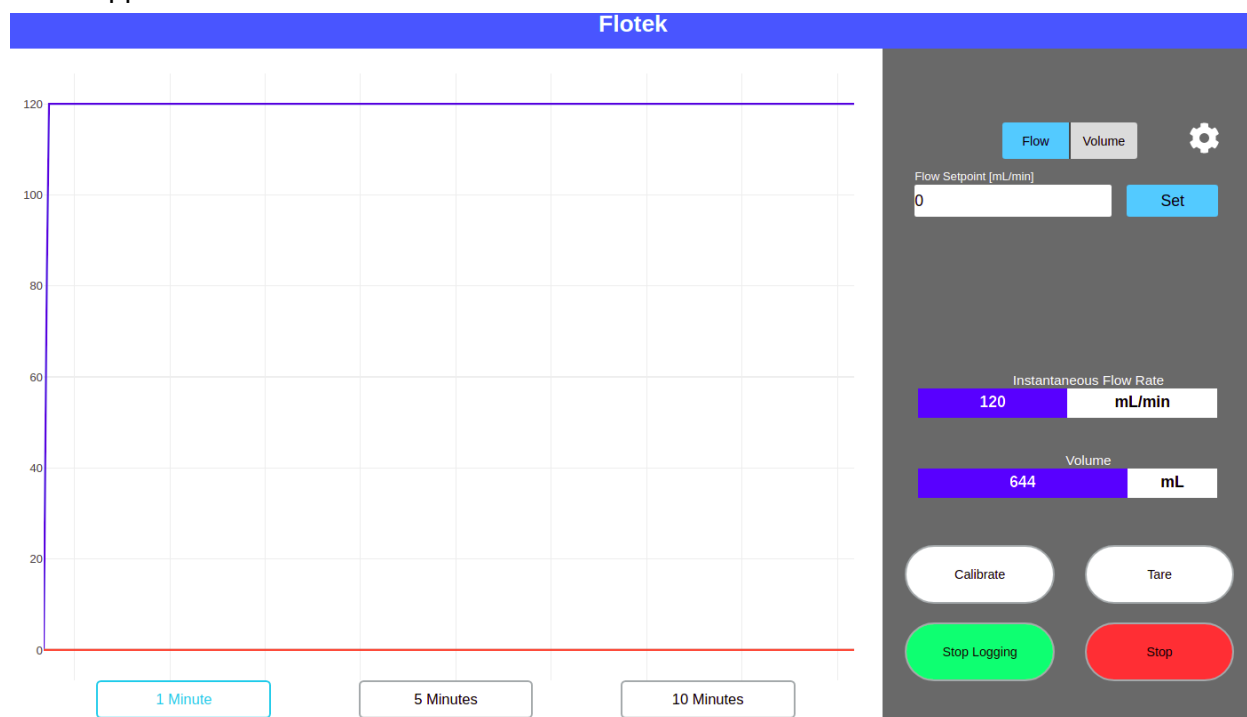 Flotek
120
100
80
60
40
20
0
1 Minute
5 Minutes
10 Minutes
Flow
Volume
Flow Setpoint [mL/min]
0
Set
Instantaneous Flow Rate
120 mL/min
Volume
644 mL
Calibrate
Tare
Stop Logging
Stop